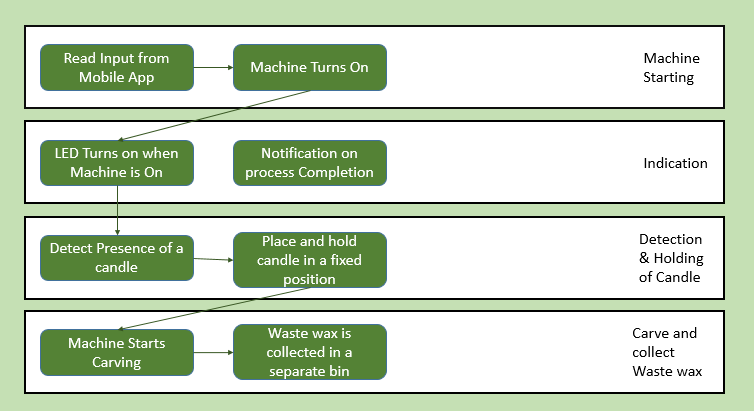 Read Input from
Mobile App
Machine Turns On
Machine
Starting
LED Turns on when
Machine is On
Notification on
process Completion
Indication
Detect Presence of a
candle
Place and hold
candle in a fixed
position
Detection
& Holding
of Candle
Machine Starts
Carving
Waste wax is
collected in a
separate bin
Carve and
collect
Waste wax